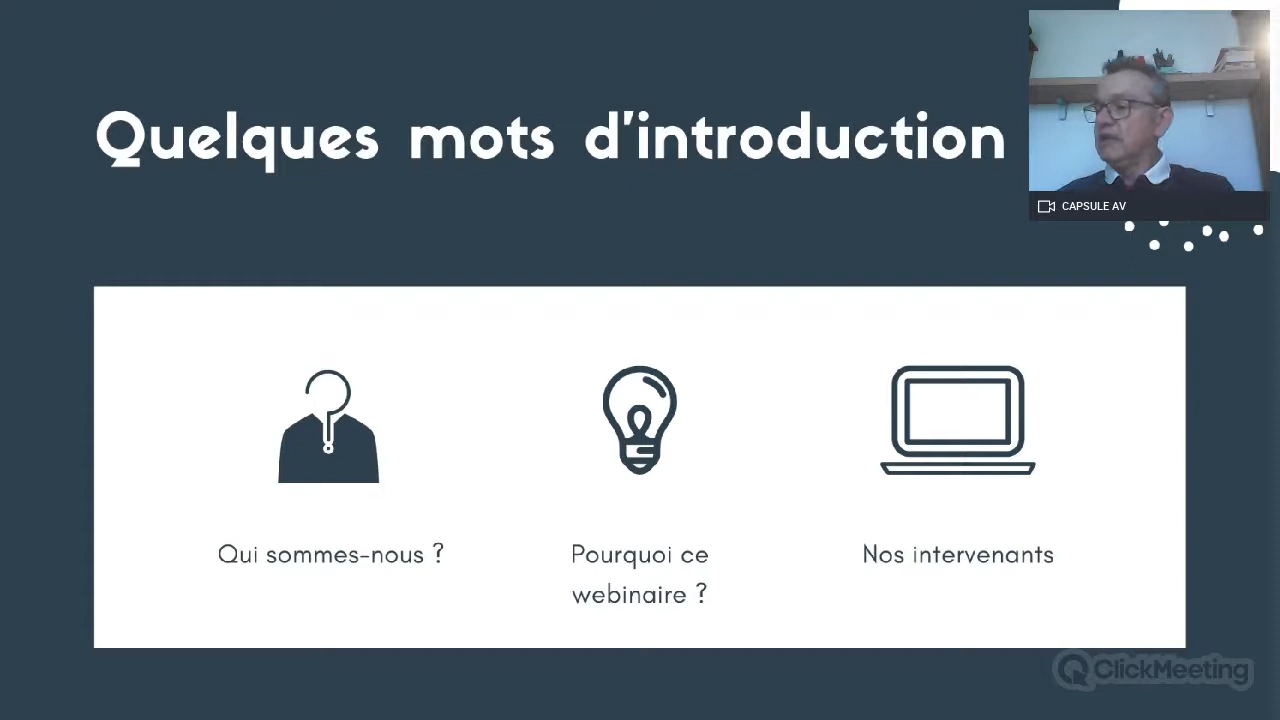 Quelques mots d'introduction
CAPSULE AV
Qui sommes-nous ?
Pourquoi ce
webinaire ?
Nos intervenants
ClickMeeting